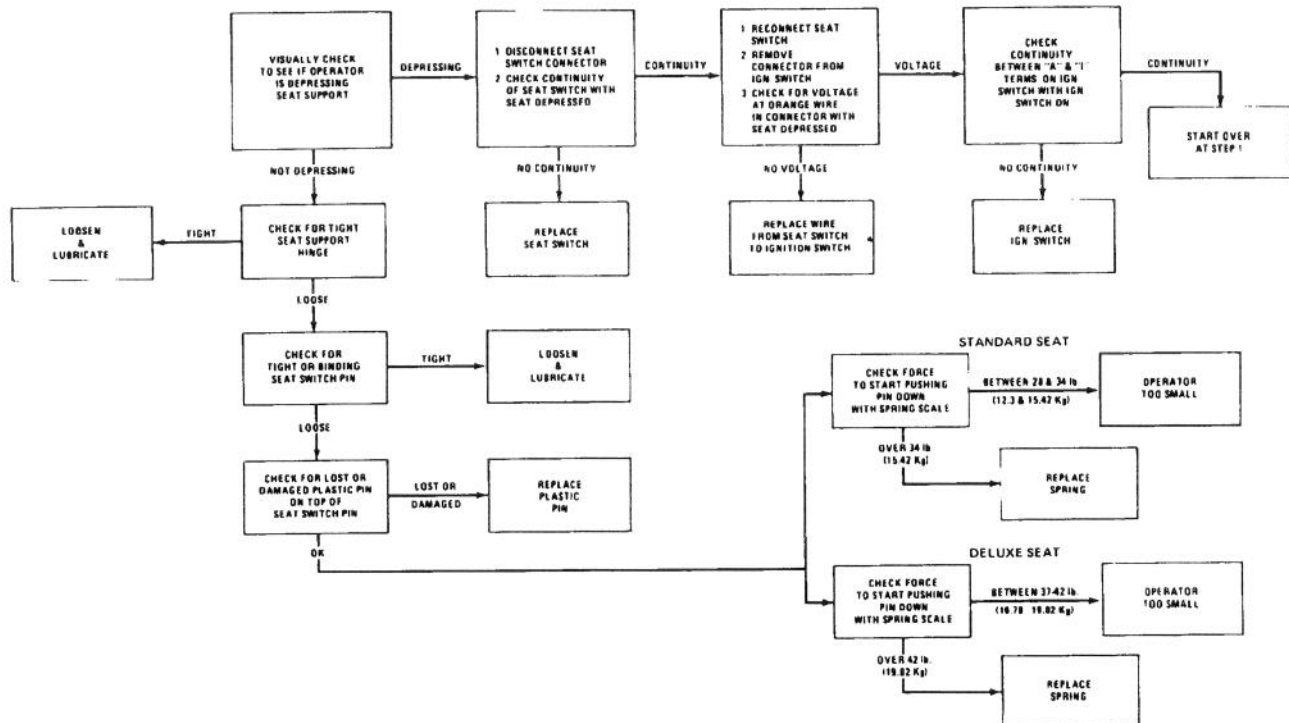 VISUALLY CHECK
TO SEE IF OPERATOR
IS DEPRESSING
SEAT SUPPORT
DEPRESSING
1 DISCONNECT SEAT
SWITCH CONNECTOR
2 CHECK CONTINUITY
OF SEAT SWITCH WITH
SEAT DEPRESSED
CONTINUITY
1 RECONNECT SEAT
SWITCH
2 REMOVE
CONNECTOR FROM
IGN SWITCH
3 CHECK FOR VOLTAGE
AT ORANGE WIRE
IN CONNECTOR WITH
SEAT DEPRESSED
VOLTAGE
CHECK
CONTINUITY
BETWEEN "A" & "I"
TERMS ON IGN
SWITCH WITH IGN
SWITCH ON
CONTINUITY
START OVER
AT STEP 1
NOT DEPRESSING
NO CONTINUITY
NO VOLTAGE
NO CONTINUITY
LOOSEN
&
LUBRICATE
TIGHT
CHECK FOR TIGHT
SEAT SUPPORT
HINGE
REPLACE
SEAT SWITCH
REPLACE WIRE
FROM SEAT SWITCH
TO IGNITION SWITCH
REPLACE
IGN SWITCH
LOOSE
CHECK FOR
TIGHT OR BINDING
SEAT SWITCH PIN
TIGHT
LOOSEN
&
LUBRICATE
LOOSE
CHECK FOR LOST OR
DAMAGED PLASTIC PIN
ON TOP OF
SEAT SWITCH PIN
LOST OR
DAMAGED
REPLACE
PLASTIC
PIN
OK
STANDARD SEAT
CHECK FORCE
TO START PUSHING
PIN DOWN
WITH SPRING SCALE
BETWEEN 28 & 34 lb
(12.3 & 15.42 Kg)
OPERATOR
TOO SMALL
OVER 34 lb
(15.42 Kg)
REPLACE
SPRING
DELUXE SEAT
CHECK FORCE
TO START PUSHING
PIN DOWN
WITH SPRING SCALE
BETWEEN 37-42 lb.
(16.78 19.02 Kg)
OPERATOR
TOO SMALL
OVER 42 lb.
(19.02 Kg)
REPLACE
SPRING